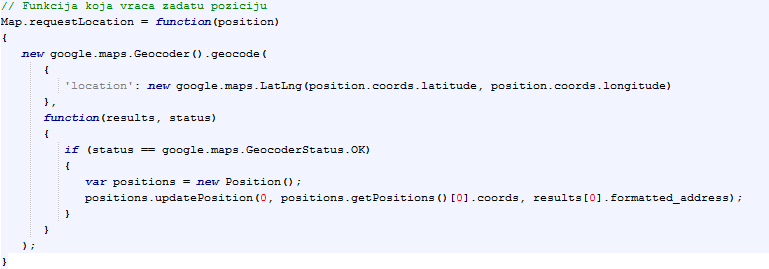 // Funkcija koja vraca zadatu poziciju
Map.requestLocation = function(position)
{
new google.maps.Geocoder().geocode(
{
'location': new google.maps.LatLng(position.coords.latitude, position.coords.longitude)
},
function(results, status)
{
if (status == google.maps.GeocoderStatus.OK)
{
var positions = new Position();
positions.updatePosition(0, positions.getPositions()[0].coords, results[0].formatted_address);
}
}
);
}